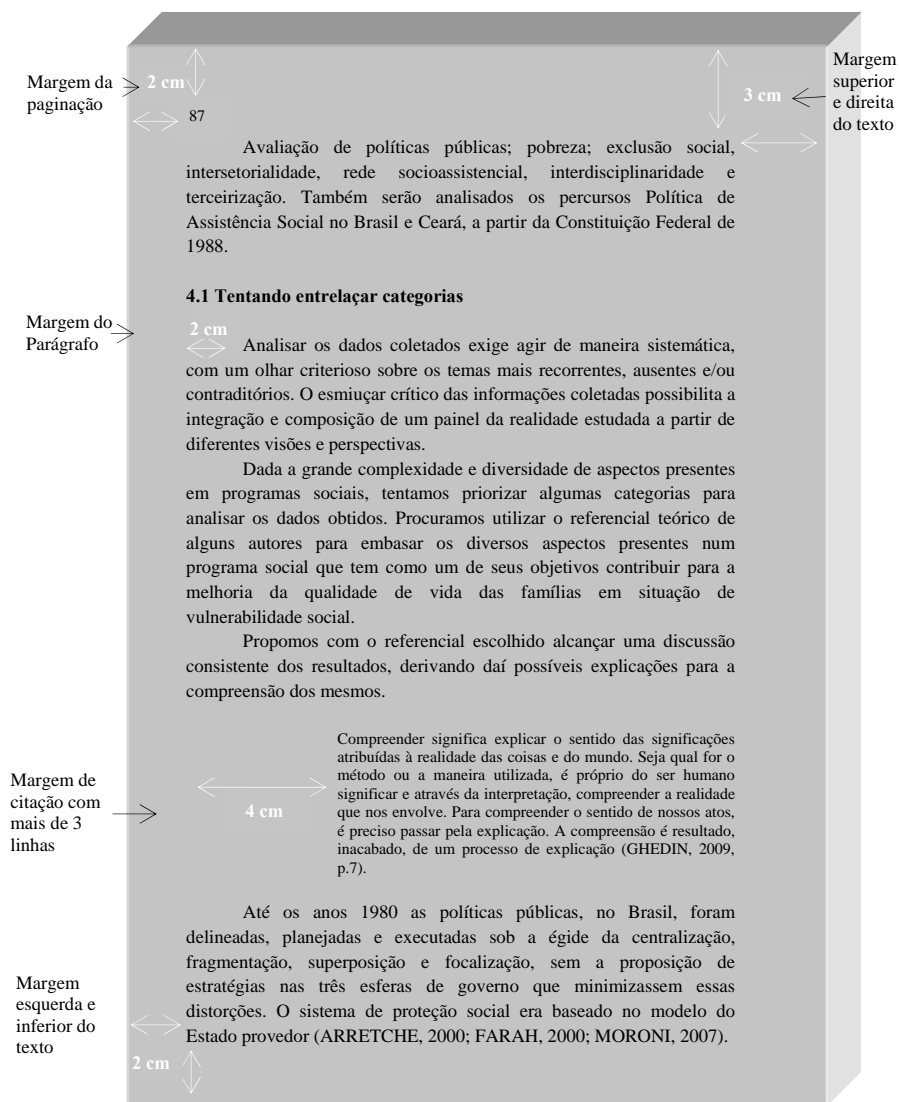 Margem da
paginação
2 cm
87
3 cm
Margem
superior
e direita
do texto
Avaliação de políticas públicas; pobreza; exclusão social,
intersetorialidade, rede socioassistencial, interdisciplinaridade e
terceirização. Também serão analisados os percursos Política de
Assistência Social no Brasil e Ceará, a partir da Constituição Federal de
1988.
4.1 Tentando entrelaçar categorias
Margem do
Parágrafo
2 cm
Analisar os dados coletados exige agir de maneira sistemática,
com um olhar criterioso sobre os temas mais recorrentes, ausentes e/ou
contraditórios. O esmiuçar crítico das informações coletadas possibilita a
integração e composição de um painel da realidade estudada a partir de
diferentes visões e perspectivas.
Dada a grande complexidade e diversidade de aspectos presentes
em programas sociais, tentamos priorizar algumas categorias para
analisar os dados obtidos. Procuramos utilizar o referencial teórico de
alguns autores para embasar os diversos aspectos presentes num
programa social que tem como um de seus objetivos contribuir para a
melhoria da qualidade de vida das famílias em situação de
vulnerabilidade social.
Propomos com o referencial escolhido alcançar uma discussão
consistente dos resultados, derivando daí possíveis explicações para a
compreensão dos mesmos.
Margem de
citação com
mais de 3
linhas
4 cm
Compreender significa explicar o sentido das significações
atribuídas à realidade das coisas e do mundo. Seja qual for o
método ou a maneira utilizada, é próprio do ser humano
significar e através da interpretação, compreender a realidade
que nos envolve. Para compreender o sentido de nossos atos,
é preciso passar pela explicação. A compreensão é resultado,
inacabado, de um processo de explicação (GHEDIN, 2009,
p.7).
Até os anos 1980 as políticas públicas, no Brasil, foram
delineadas, planejadas e executadas sob a égide da centralização,
fragmentação, superposição e focalização, sem a proposição de
estratégias nas três esferas de governo que minimizassem essas
distorções. O sistema de proteção social era baseado no modelo do
Estado provedor (ARRETCHE, 2000; FARAH, 2000; MORONI, 2007).
Margem
esquerda e
inferior do
texto
2 cm